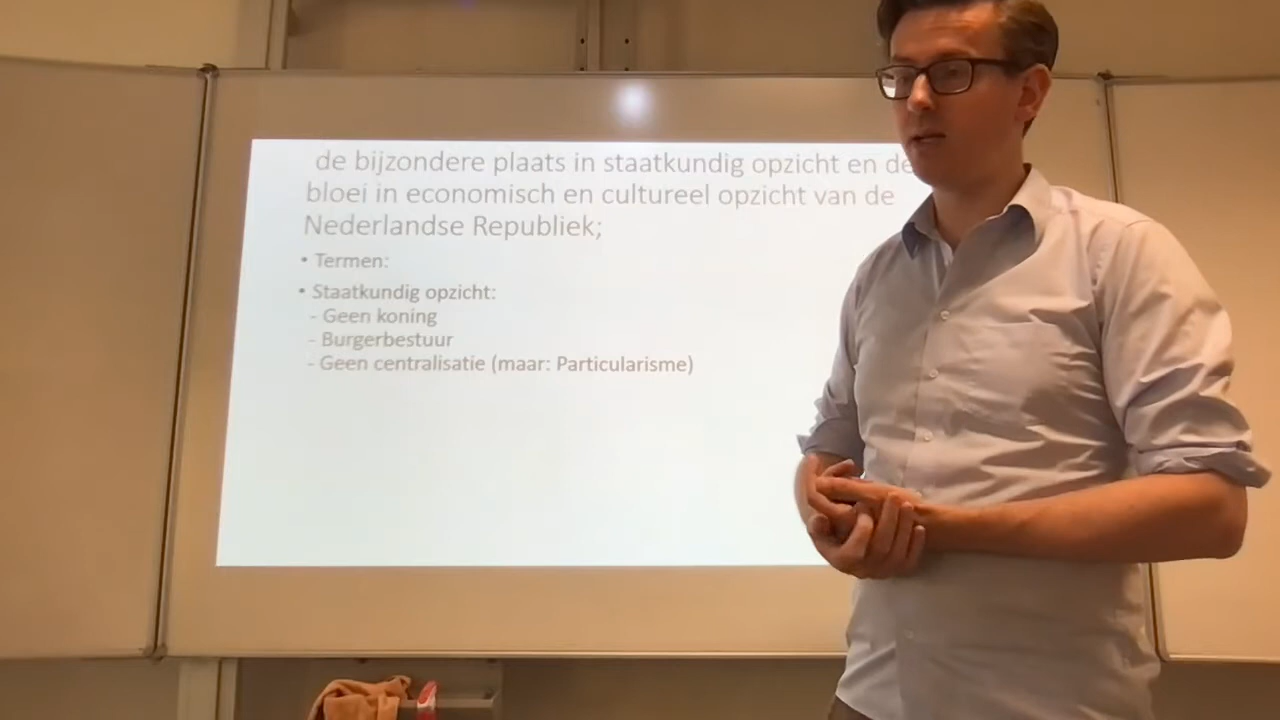 de bijzondere plaats in staatkundig opzicht en de
bloei in economisch en cultureel opzicht van de
Nederlandse Republiek;
• Termen:
• Staatkundig opzicht:
- Geen koning
- Burgerbestuur
- Geen centralisatie (maar: Particularisme)